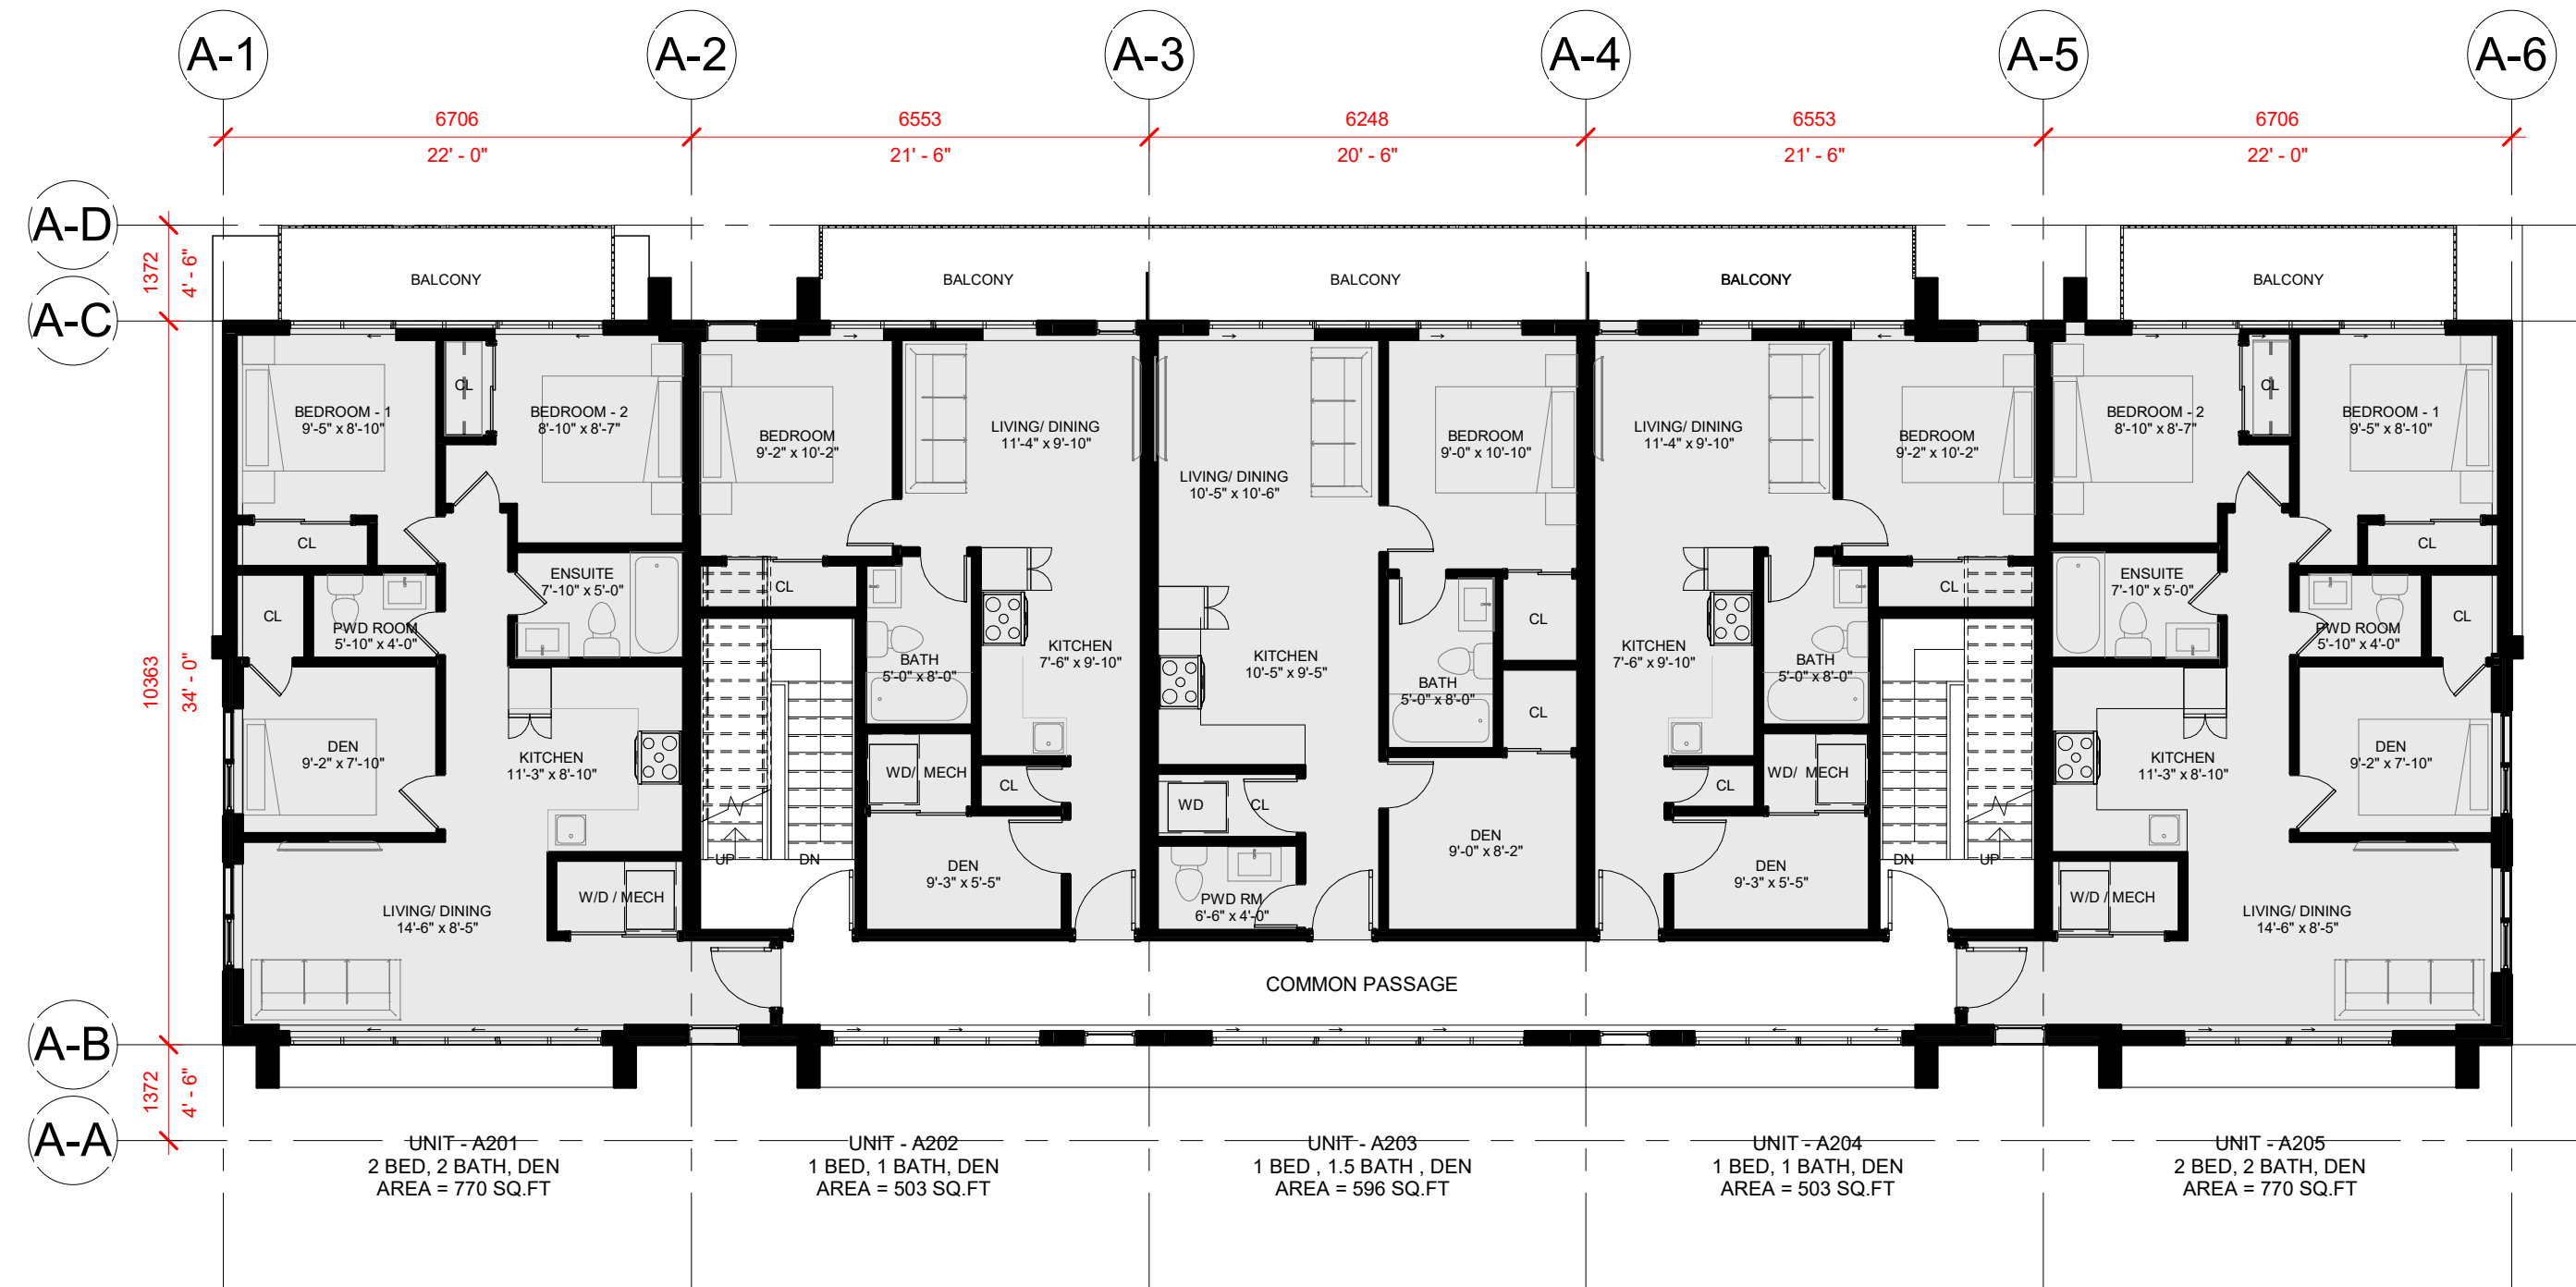 A-1
A-2
A-3
A-4
A-5
A-6
6706
6553
6248
6553
6706
22' - 0"
21' - 6"
20' - 6"
21' - 6"
22' - 0"
A-D
1372
4' - 6"
A-C
10363
34' - 0"
A-B
1372
4' - 6"
A-A
BALCONY
BALCONY
BALCONY
BALCONY
BALCONY
BEDROOM - 1
9'-5" x 8'-10"
CL
BEDROOM - 2
8'-10" x 8'-7"
CL
CL
PWD ROOM
5'-10" x 4'-0"
ENSUITE
7'-10" x 5'-0"
DEN
9'-2" x 7'-10"
KITCHEN
11'-3" x 8'-10"
W/D / MECH
LIVING/ DINING
14'-6" x 8'-5"
BEDROOM
9'-2" x 10'-2"
LIVING/ DINING
11'-4" x 9'-10"
CL
BATH
5'-0" x 8'-0"
KITCHEN
7'-6" x 9'-10"
WD/ MECH
CL
UP
DN
DEN
9'-3" x 5'-5"
LIVING/ DINING
10'-5" x 10'-6"
BEDROOM
9'-0" x 10'-10"
CL
KITCHEN
10'-5" x 9'-5"
BATH
5'-0" x 8'-0"
CL
WD
CL
DEN
9'-0" x 8'-2"
PWD RM
6'-6" x 4'-0"
LIVING/ DINING
11'-4" x 9'-10"
BEDROOM
9'-2" x 10'-2"
CL
KITCHEN
7'-6" x 9'-10"
BATH
5'-0" x 8'-0"
WD/ MECH
CL
DEN
9'-3" x 5'-5"
DN
UP
BEDROOM - 2
8'-10" x 8'-7"
CL
BEDROOM - 1
9'-5" x 8'-10"
CL
ENSUITE
7'-10" x 5'-0"
PWD ROOM
5'-10" x 4'-0"
CL
KITCHEN
11'-3" x 8'-10"
DEN
9'-2" x 7'-10"
W/D / MECH
LIVING/ DINING
14'-6" x 8'-5"
COMMON PASSAGE
UNIT - A201
2 BED, 2 BATH, DEN
AREA = 770 SQ.FT
UNIT - A202
1 BED, 1 BATH, DEN
AREA = 503 SQ.FT
UNIT - A203
1 BED , 1.5 BATH , DEN
AREA = 596 SQ.FT
UNIT - A204
1 BED, 1 BATH, DEN
AREA = 503 SQ.FT
UNIT - A205
2 BED, 2 BATH, DEN
AREA = 770 SQ.FT